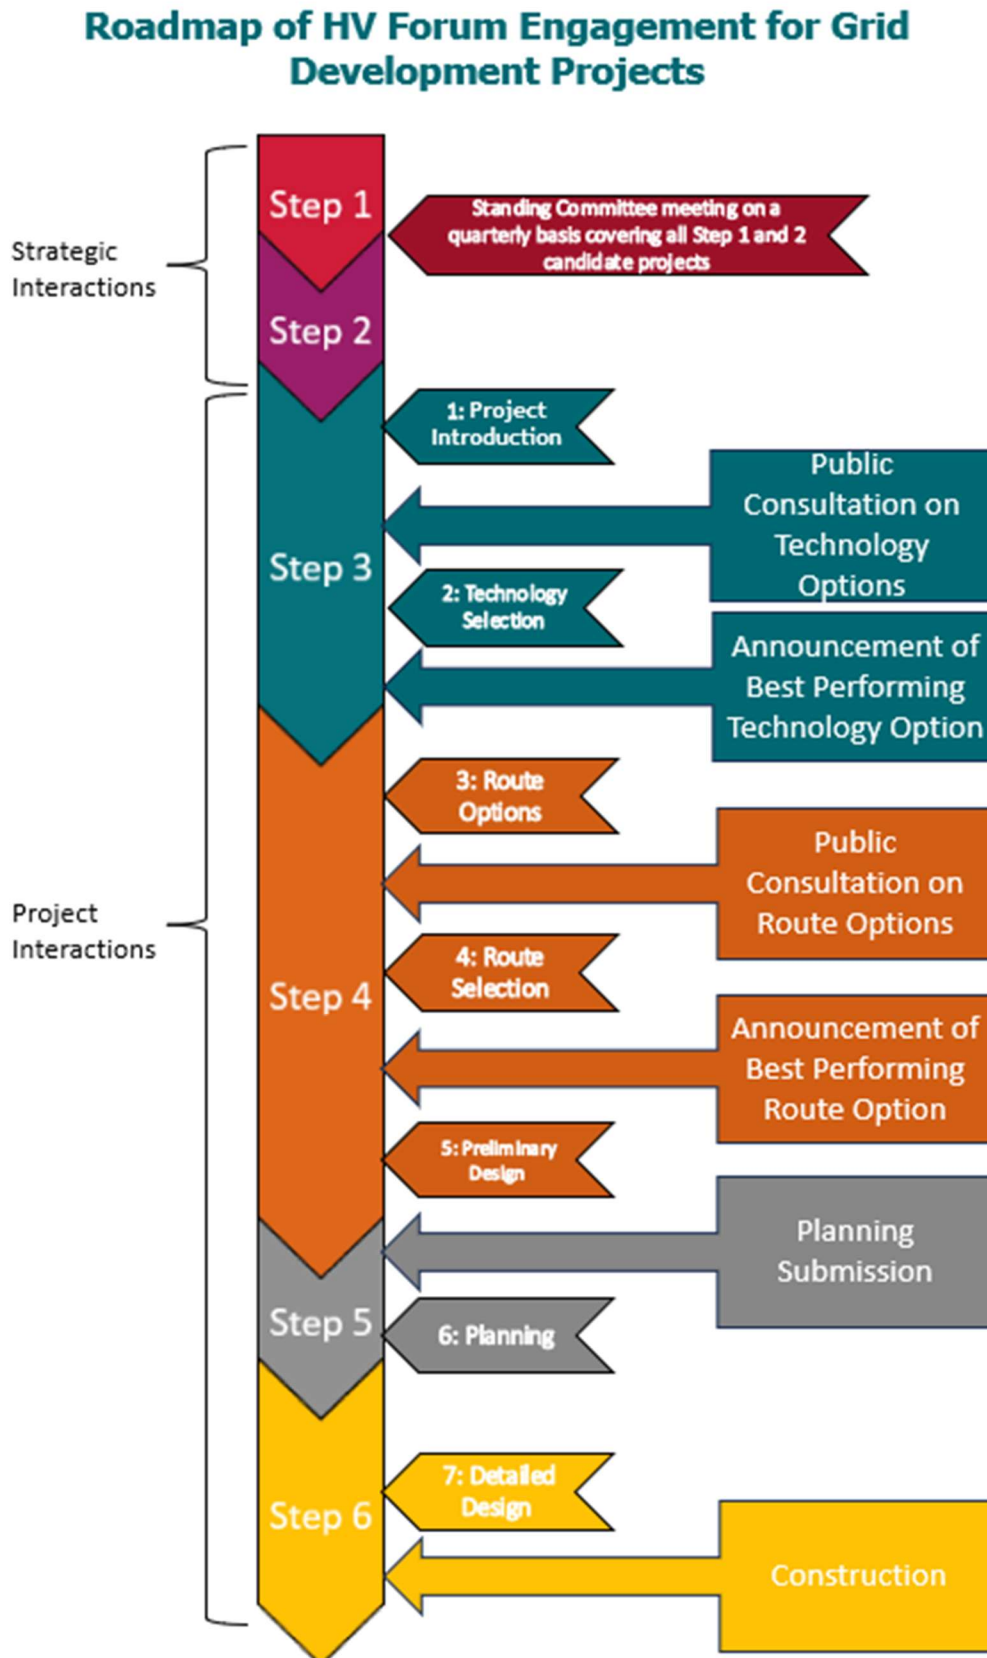 Roadmap of HV Forum Engagement for Grid
Development Projects
Step 1
Standing Committee meeting on a
quarterly basis covering all Step 1 and 2
candidate projects
Strategic
Interactions
Step 2
1: Project
Introduction
Public
Consultation on
Technology
Options
Step 3
2: Technology
Selection
Announcement of
Best Performing
Technology Option
3: Route
Options
Public
Consultation on
Route Options
Project
Interactions
4: Route
Selection
Step 4
Announcement of
Best Performing
Route Option
5: Preliminary
Design
Planning
Submission
Step 5
6: Planning
7: Detailed
Design
Step 6
Construction